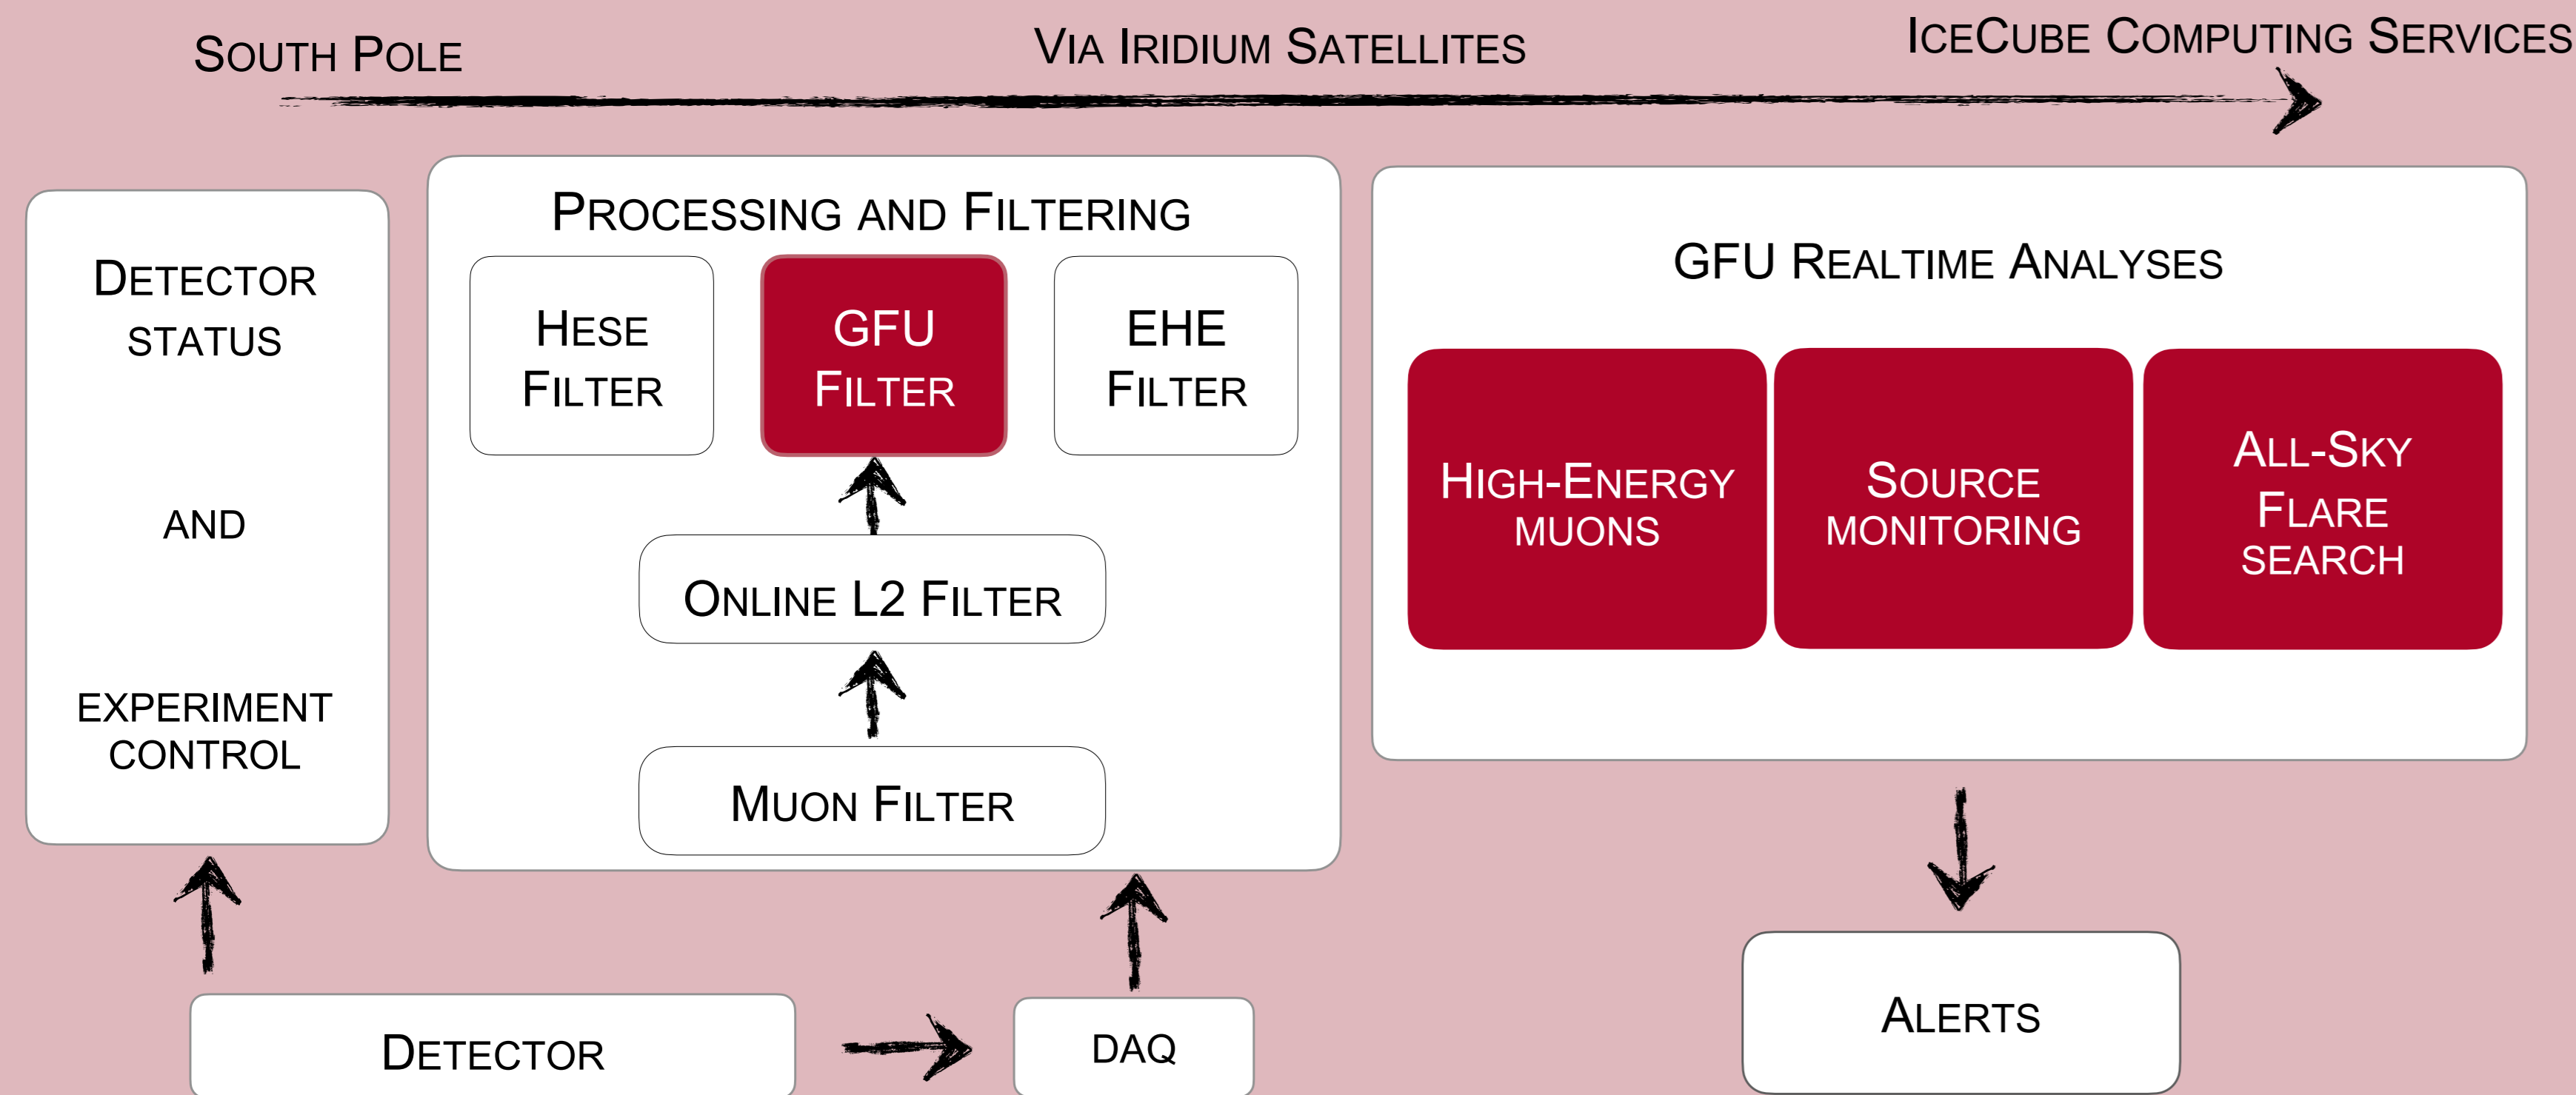 South Pole
Via Iridium Satellites
IceCube Computing Services
Detector
status
and
experiment
control
Processing and Filtering
Hese
Filter
GFU
Filter
EHE
Filter
Online L2 Filter
Muon Filter
GFU Realtime Analyses
High-Energy
muons
Source
monitoring
All-Sky
Flare
search
Detector
DAQ
Alerts